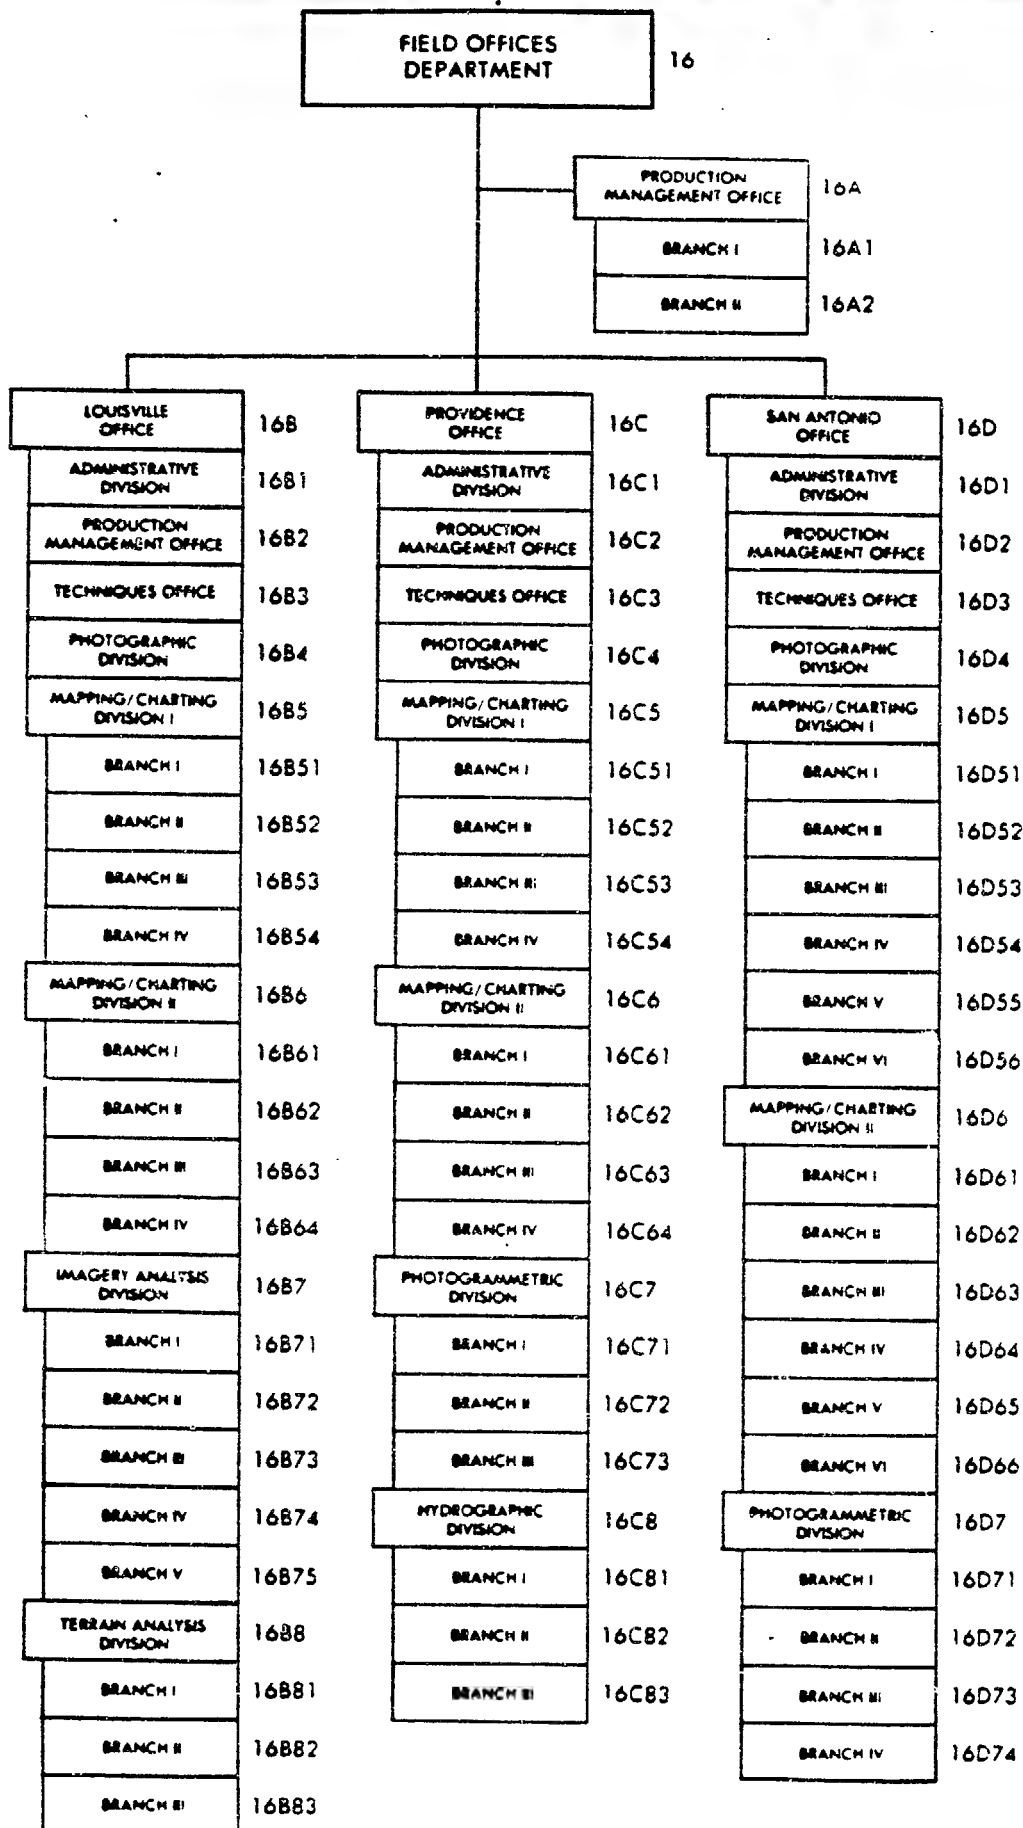 FIELD OFFICES
DEPARTMENT
16
PRODUCTION
MANAGEMENT OFFICE
16A
BRANCH I
16A1
BRANCH II
16A2
LOUISVILLE
OFFICE
16B
ADMINISTRATIVE
DIVISION
16B1
PRODUCTION
MANAGEMENT OFFICE
16B2
TECHNIQUES OFFICE
16B3
PHOTOGRAPHIC
DIVISION
16B4
MAPPING/CHARTING
DIVISION I
16B5
BRANCH I
16B51
BRANCH II
16B52
BRANCH III
16B53
BRANCH IV
16B54
MAPPING/CHARTING
DIVISION II
16B6
BRANCH I
16B61
BRANCH II
16B62
BRANCH III
16B63
BRANCH IV
16B64
IMAGERY ANALYSIS
DIVISION
16B7
BRANCH I
16B71
BRANCH II
16B72
BRANCH III
16B73
BRANCH IV
16B74
BRANCH V
16B75
TERRAIN ANALYSIS
DIVISION
16B8
BRANCH I
16B81
BRANCH II
16B82
BRANCH III
16B83
PROVIDENCE
OFFICE
16C
ADMINISTRATIVE
DIVISION
16C1
PRODUCTION
MANAGEMENT OFFICE
16C2
TECHNIQUES OFFICE
16C3
PHOTOGRAPHIC
DIVISION
16C4
MAPPING/CHARTING
DIVISION I
16C5
BRANCH I
16C51
BRANCH II
16C52
BRANCH III
16C53
BRANCH IV
16C54
MAPPING/CHARTING
DIVISION II
16C6
BRANCH I
16C61
BRANCH II
16C62
BRANCH III
16C63
BRANCH IV
16C64
PHOTOGRAMMETRIC
DIVISION
16C7
BRANCH I
16C71
BRANCH II
16C72
BRANCH III
16C73
HYDROGRAPHIC
DIVISION
16C8
BRANCH I
16C81
BRANCH II
16C82
BRANCH III
16C83
SAN ANTONIO
OFFICE
16D
ADMINISTRATIVE
DIVISION
16D1
PRODUCTION
MANAGEMENT OFFICE
16D2
TECHNIQUES OFFICE
16D3
PHOTOGRAPHIC
DIVISION
16D4
MAPPING/CHARTING
DIVISION I
16D5
BRANCH I
16D51
BRANCH II
16D52
BRANCH III
16D53
BRANCH IV
16D54
BRANCH V
16D55
BRANCH VI
16D56
MAPPING/CHARTING
DIVISION II
16D6
BRANCH I
16D61
BRANCH II
16D62
BRANCH III
16D63
BRANCH IV
16D64
BRANCH V
16D65
BRANCH VI
16D66
PHOTOGRAMMETRIC
DIVISION
16D7
BRANCH I
16D71
BRANCH II
16D72
BRANCH III
16D73
BRANCH IV
16D74